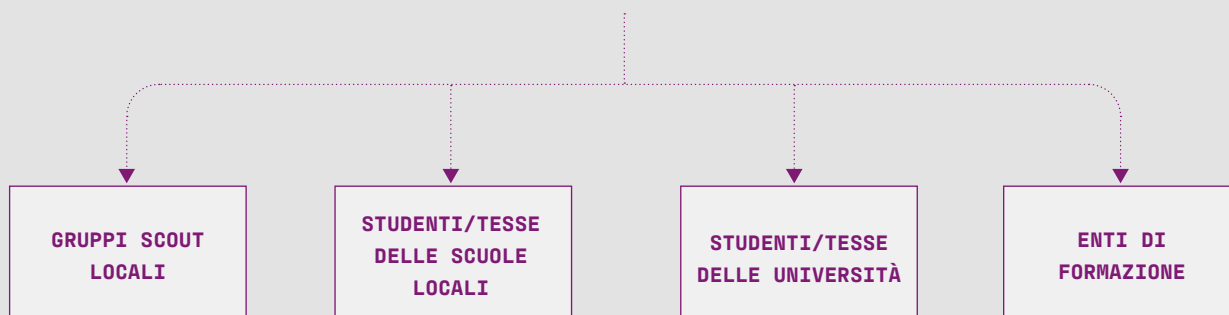 GRUPPI SCOUT
LOCALI
STUDENTI/TESSE
DELLE SCUOLE
LOCALI
STUDENTI/TESSE
DELLE UNIVERSITÀ
ENTI DI
FORMAZIONE